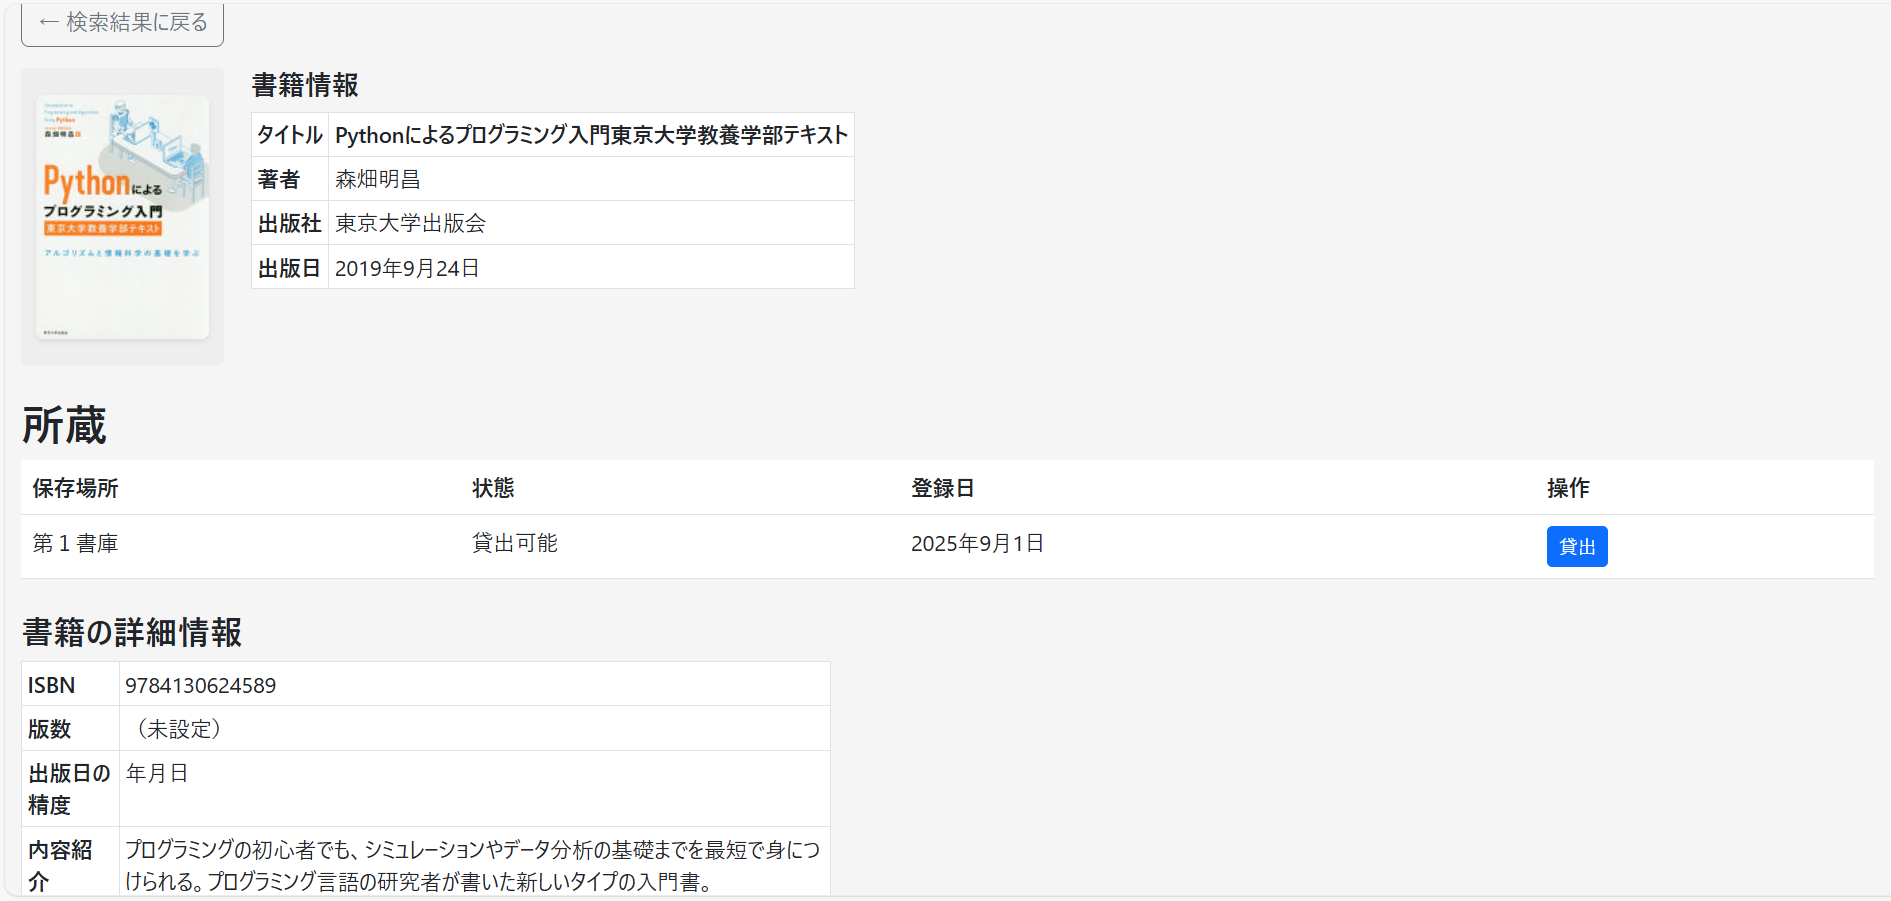 ← 検索結果に戻る
Introduction to
Programming and Algorithms
Using Python
森畑明昌
Pythonによる
プログラミング入門
東京大学教養学部テキスト
アルゴリズムと情報科学の基礎を学ぶ
東京大学出版会
書籍情報
タイトル Pythonによるプログラミング入門東京大学教養学部テキスト
著者 森畑明昌
出版社 東京大学出版会
出版日 2019年9月24日
所蔵
保存場所 状態 登録日 操作
第１書庫 貸出可能 2025年9月1日 貸出
書籍の詳細情報
ISBN 9784130624589
版数 （未設定）
出版日の 年月日
精度
内容紹 プログラミングの初心者でも、シミュレーションやデータ分析の基礎までを最短で身につ
介 けられる。プログラミング言語の研究者が書いた新しいタイプの入門書。